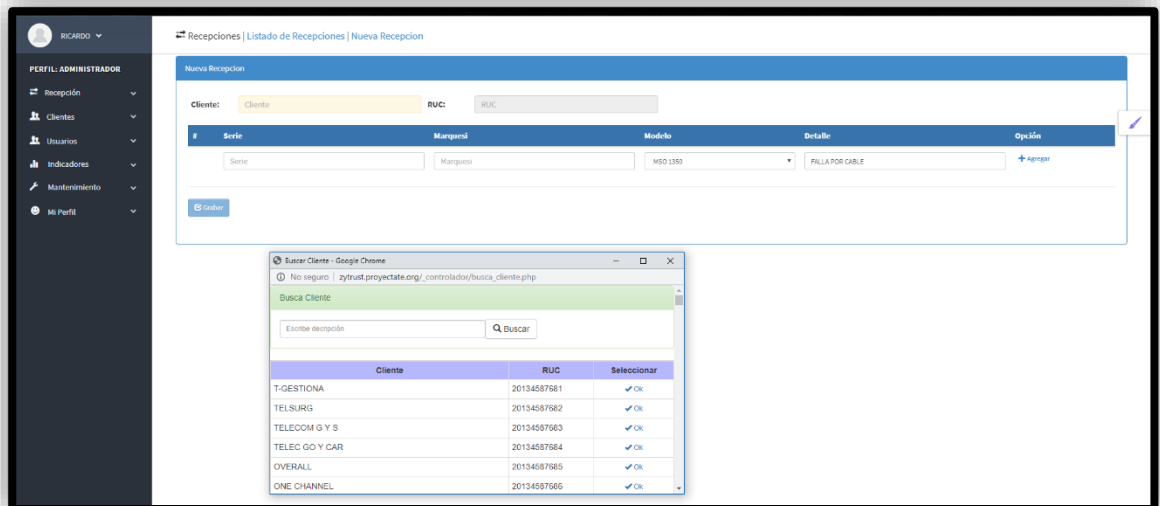 RICARDO
Recepciones | Listado de Recepciones | Nueva Recepcion
PERFIL: ADMINISTRADOR
Recepción
Clientes
Usuarios
Indicadores
Mantenimiento
Mi Perfil
Nueva Recepcion
Cliente: Cliente RUC: RUC
# Serie Marquesi Modelo Detalle Opción
Serie Marquesi MSO 1350 FALLA POR CABLE Agregar
Grabar
Buscar Cliente - Google Chrome
No seguro | zytrust.proyectate.org/_controlador/busca_cliente.php
Busca Cliente
Escribe decripción Buscar
Cliente RUC Seleccionar
T-GESTIONA 20134587681 Ok
TELSURG 20134587682 Ok
TELECOM G Y S 20134587683 Ok
TELEC GO Y CAR 20134587684 Ok
OVERALL 20134587685 Ok
ONE CHANNEL 20134587686 Ok